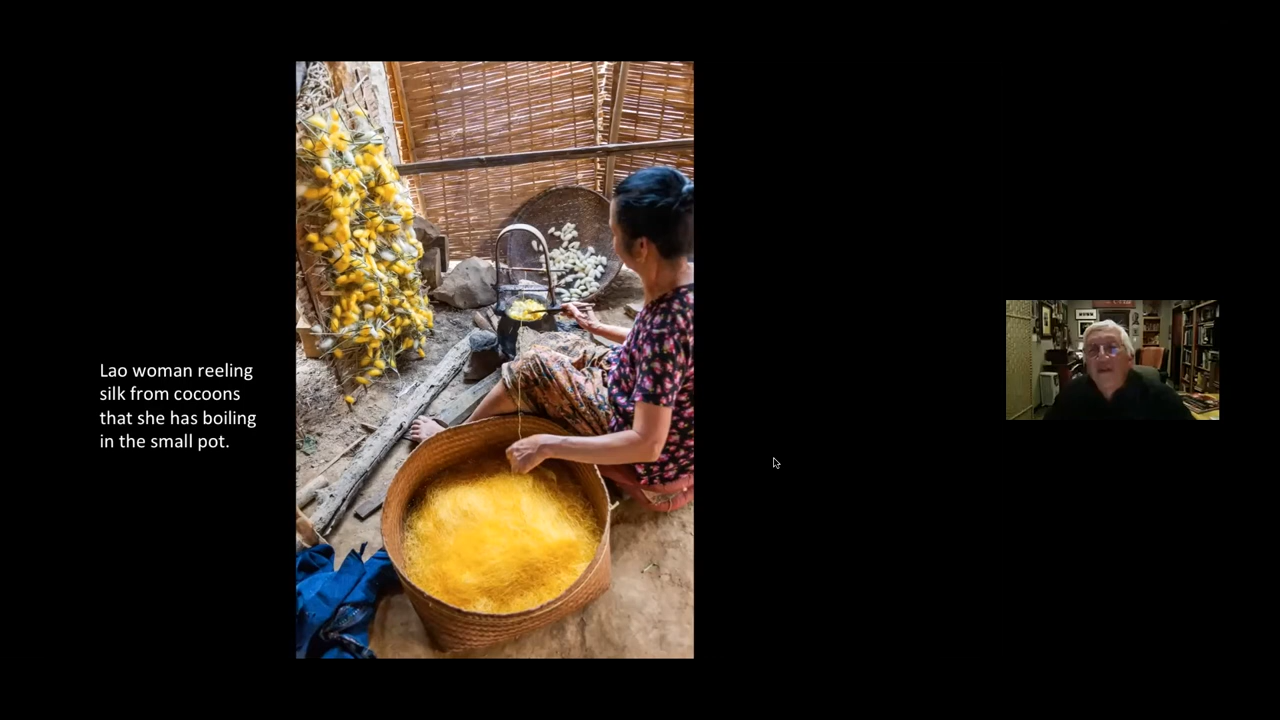 Lao woman reeling
silk from cocoons
that she has boiling
in the small pot.